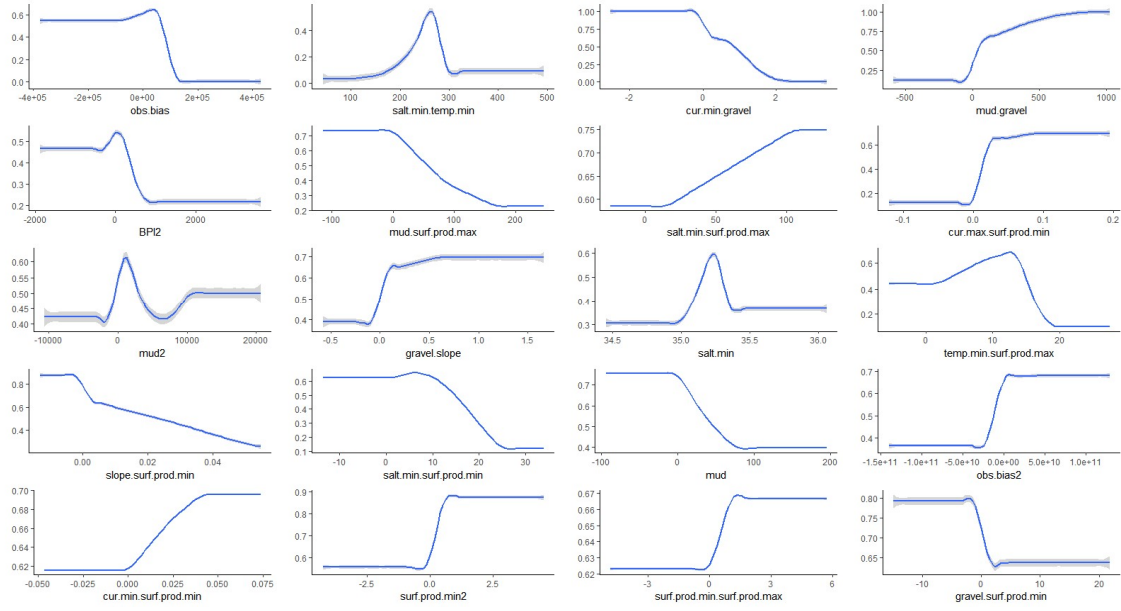 0.6
0.4
0.2
0.0
-4e+05 -2e+05 0e+00 2e+05 4e+05
obs.bias
0.4
0.2
0.0
100 200 300 400 500
salt.min.temp.min
1.00
0.75
0.50
0.25
0.00
-2 0 2
cur.min.gravel
1.00
0.75
0.50
0.25
-500 0 500 1000
mud.gravel
0.5
0.4
0.3
0.2
-2000 0 2000
BPI2
0.7
0.6
0.5
0.4
0.3
0.2
-100 0 100 200
mud.surf.prod.max
0.75
0.70
0.65
0.60
0 50 100
salt.min.surf.prod.max
0.6
0.4
0.2
-0.1 0.0 0.1 0.2
cur.max.surf.prod.min
0.60
0.55
0.50
0.45
0.40
-10000 0 10000 20000
mud2
0.7
0.6
0.5
0.4
-0.5 0.0 0.5 1.0 1.5
gravel.slope
0.6
0.5
0.4
0.3
34.5 35.0 35.5 36.0
salt.min
0.6
0.4
0.2
0 10 20
temp.min.surf.prod.max
0.8
0.6
0.4
0.00 0.02 0.04
slope.surf.prod.min
0.6
0.5
0.4
0.3
0.2
0.1
-10 0 10 20 30
salt.min.surf.prod.min
0.7
0.6
0.5
0.4
-100 0 100 200
mud
0.7
0.6
0.5
0.4
-1.5e+11 -1.0e+11 -5.0e+10 0.0e+00 5.0e+10 1.0e+11
obs.bias2
0.70
0.68
0.66
0.64
0.62
-0.050 -0.025 0.000 0.025 0.050 0.075
cur.min.surf.prod.min
0.9
0.8
0.7
0.6
-2.5 0.0 2.5
surf.prod.min2
0.67
0.66
0.65
0.64
0.63
0.62
-3 0 3 6
surf.prod.min.surf.prod.max
0.80
0.75
0.70
0.65
-10 0 10 20
gravel.surf.prod.min